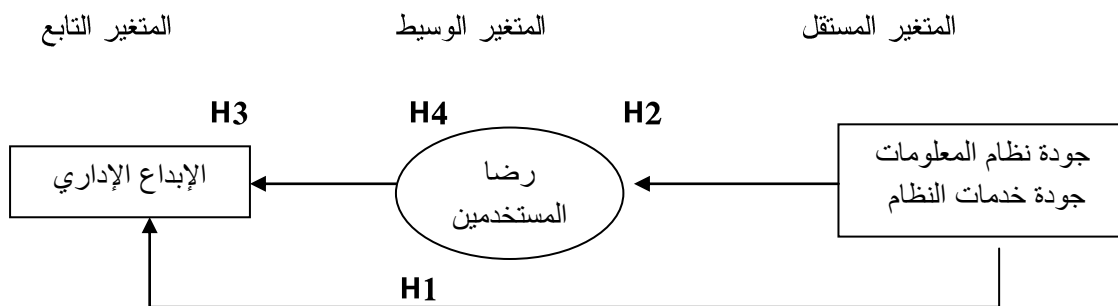 المتغير المستقل
المتغير الوسيط
المتغير التابع
H2
H4
H3
جودة نظام المعلومات
جودة خدمات النظام
رضا
المستخدمين
الإبداع الإداري
H1